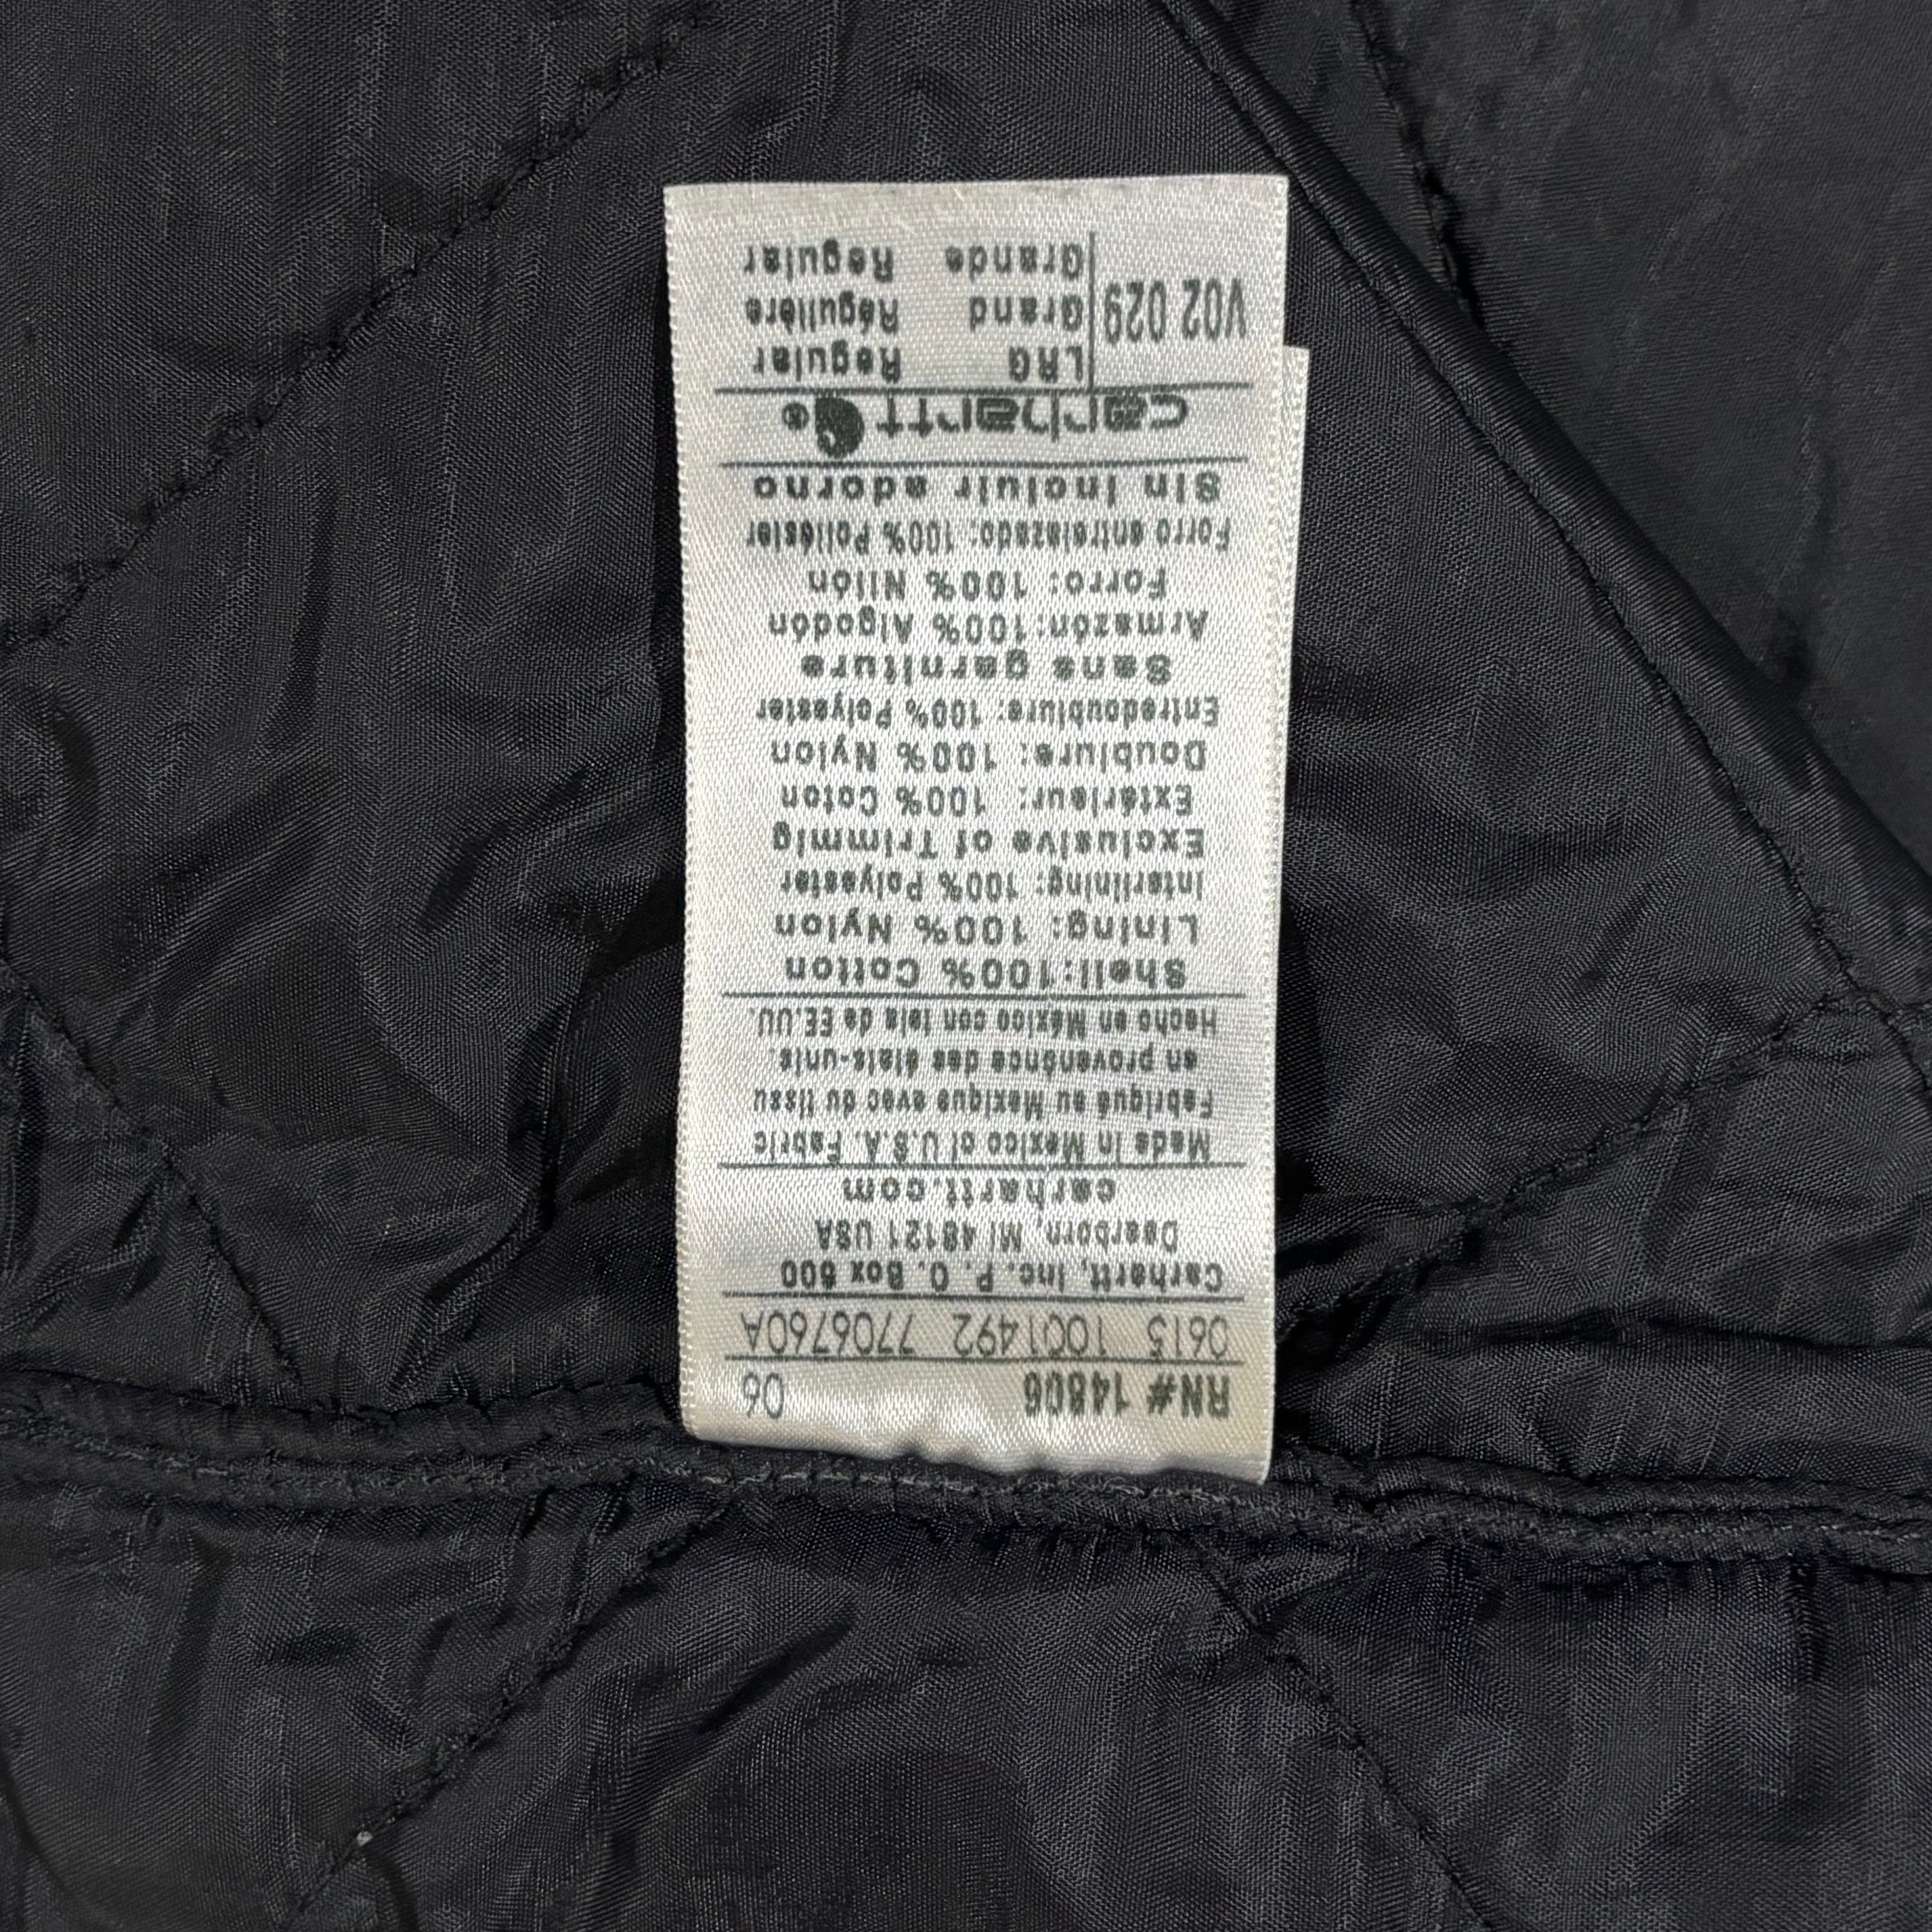 RN# 14806 06
0615 1001492 7706760A
Carhartt, Inc. P. O. Box 600
Dearborn, MI 48121 USA
carhartt.com
Made in Mexico of U.S.A. Fabric
Fabriqué au Mexique avec du tissu
en provenance des états-unis.
Hecho en México con tela de EE.UU.
Shell:100% Cotton
Lining: 100% Nylon
Interlining: 100% Polyester
Exclusive of Trimmig
Extérieur: 100% Coton
Doublure: 100% Nylon
Entredoublure: 100% Polyester
Sans garniture
Armazón:100% Algodón
Forro: 100% Nilón
Forro entrelazado: 100% Poliéster
Sin incluir adorno
carhartt ®
V02 029
LRG Regular
Grand Régulière
Grande Regular